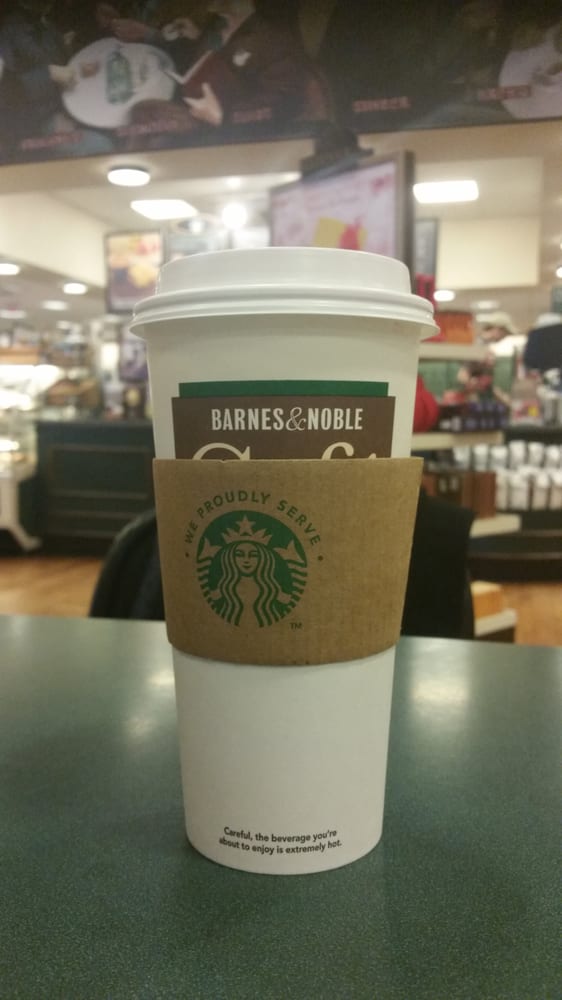 BARNES&NOBLE
• WE PROUDLY SERVE •
TM
Careful, the beverage you're
about to enjoy is extremely hot.